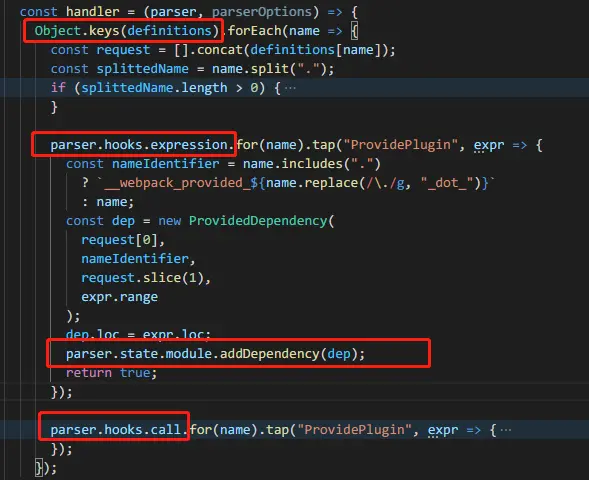 const handler = (parser, parserOptions) => {
  Object.keys(definitions).forEach(name => {
    const request = [].concat(definitions[name]);
    const splittedName = name.split(".");
    if (splittedName.length > 0) {…
    }
    parser.hooks.expression.for(name).tap("ProvidePlugin", expr => {
      const nameIdentifier = name.includes(".")
        ? `__webpack_provided_${name.replace(/\./g, "_dot_")}`
        : name;
      const dep = new ProvidedDependency(
        request[0],
        nameIdentifier,
        request.slice(1),
        expr.range
      );
      dep.loc = expr.loc;
      parser.state.module.addDependency(dep);
      return true;
    });
    parser.hooks.call.for(name).tap("ProvidePlugin", expr => {…
    });
  });